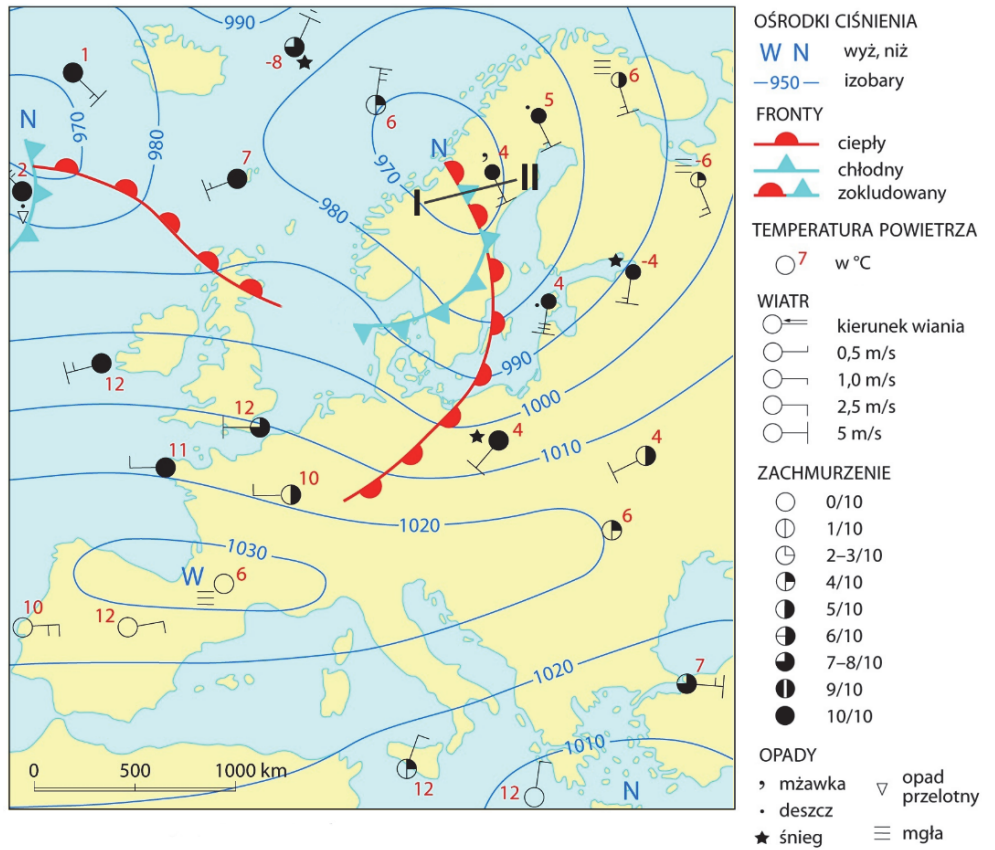 990
1
-8
6
N
970
980
2
7
6
5
N
4
970
I
II
-6
980
-4
4
990
1000
12
12
4
1010
4
11
10
1020
6
1030
W
6
10
12
1020
7
1010
12
12
N
0
500
1000 km
OŚRODKI CIŚNIENIA
W N
wyż, niż
950
izobary
FRONTY
ciepły
chłodny
zokludowany
TEMPERATURA POWIETRZA
7
w °C
WIATR
kierunek wiania
0,5 m/s
1,0 m/s
2,5 m/s
5 m/s
ZACHMURZENIE
0/10
1/10
2–3/10
4/10
5/10
6/10
7–8/10
9/10
10/10
OPADY
mżawka
deszcz
śnieg
opad
przelotny
mgła